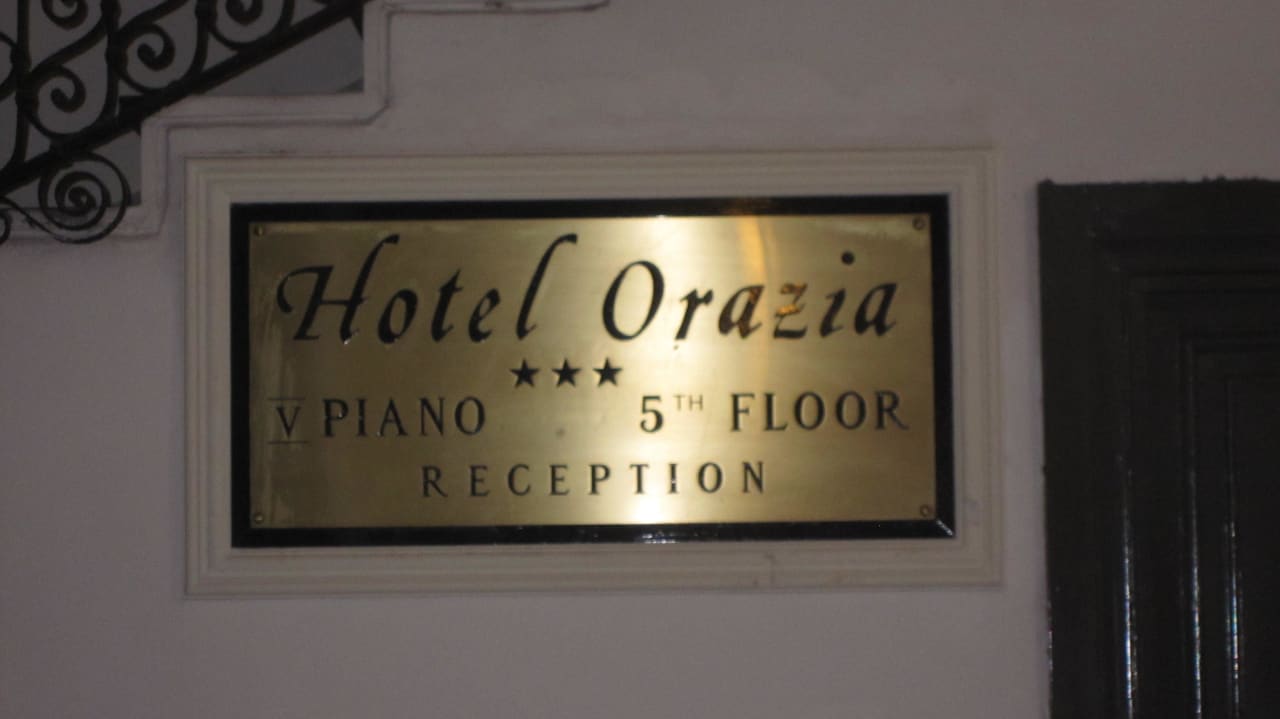 Hotel Orazia
★★★
V PIANO 5TH FLOOR
RECEPTION